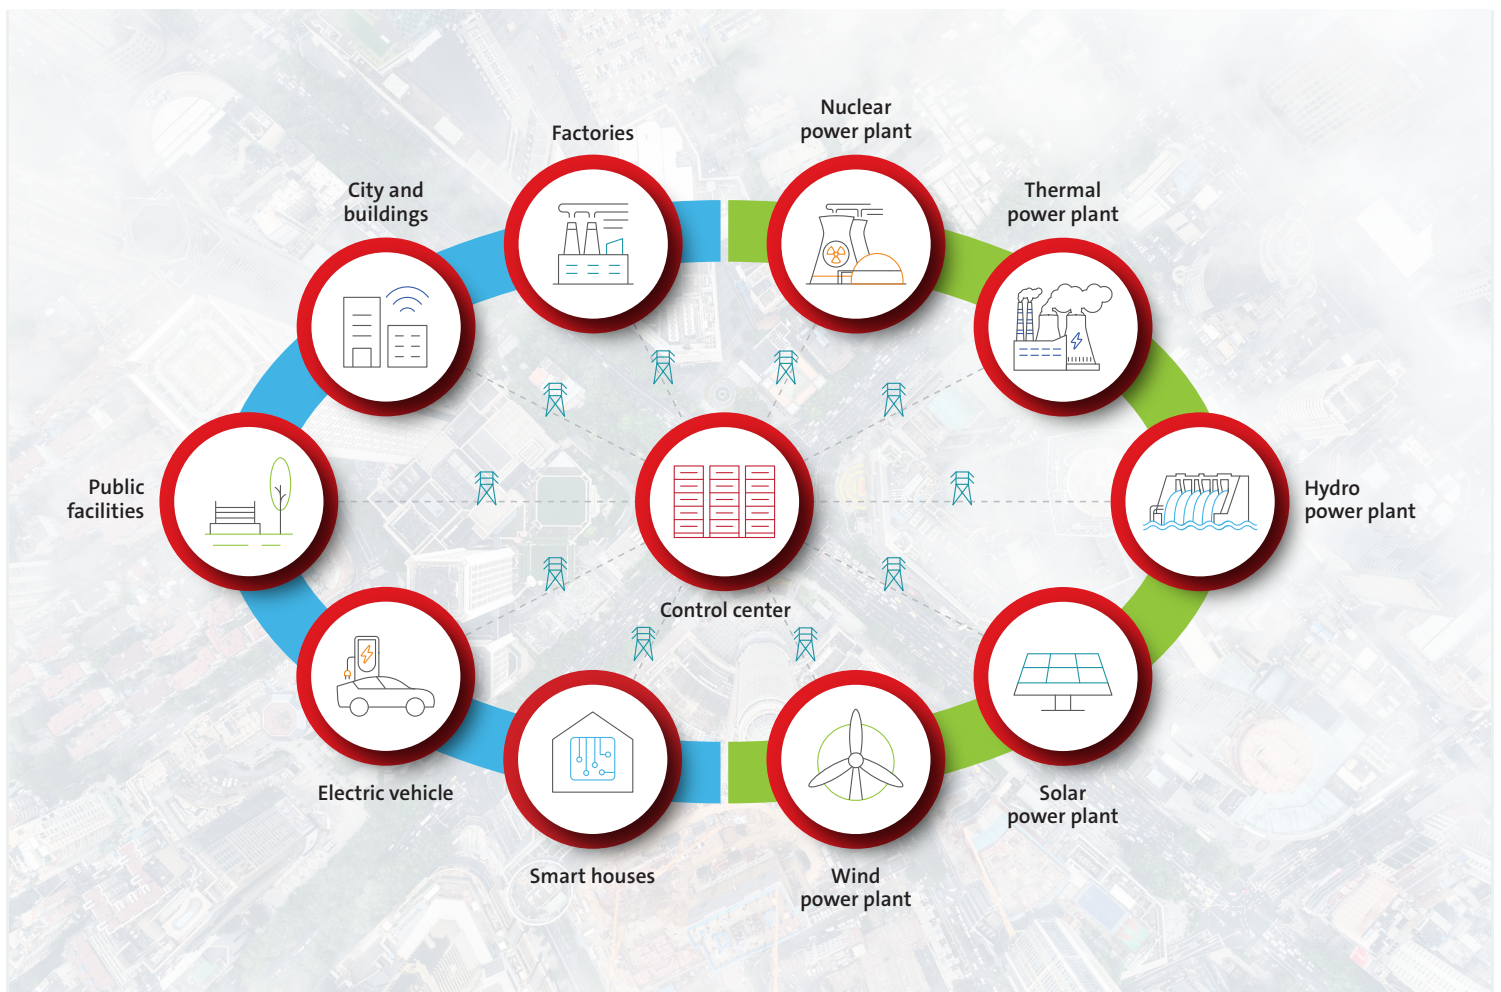 Nuclear
power plant
Factories
Thermal
power plant
City and
buildings
Public
facilities
Hydro
power plant
Control center
Electric vehicle
Solar
power plant
Smart houses
Wind
power plant